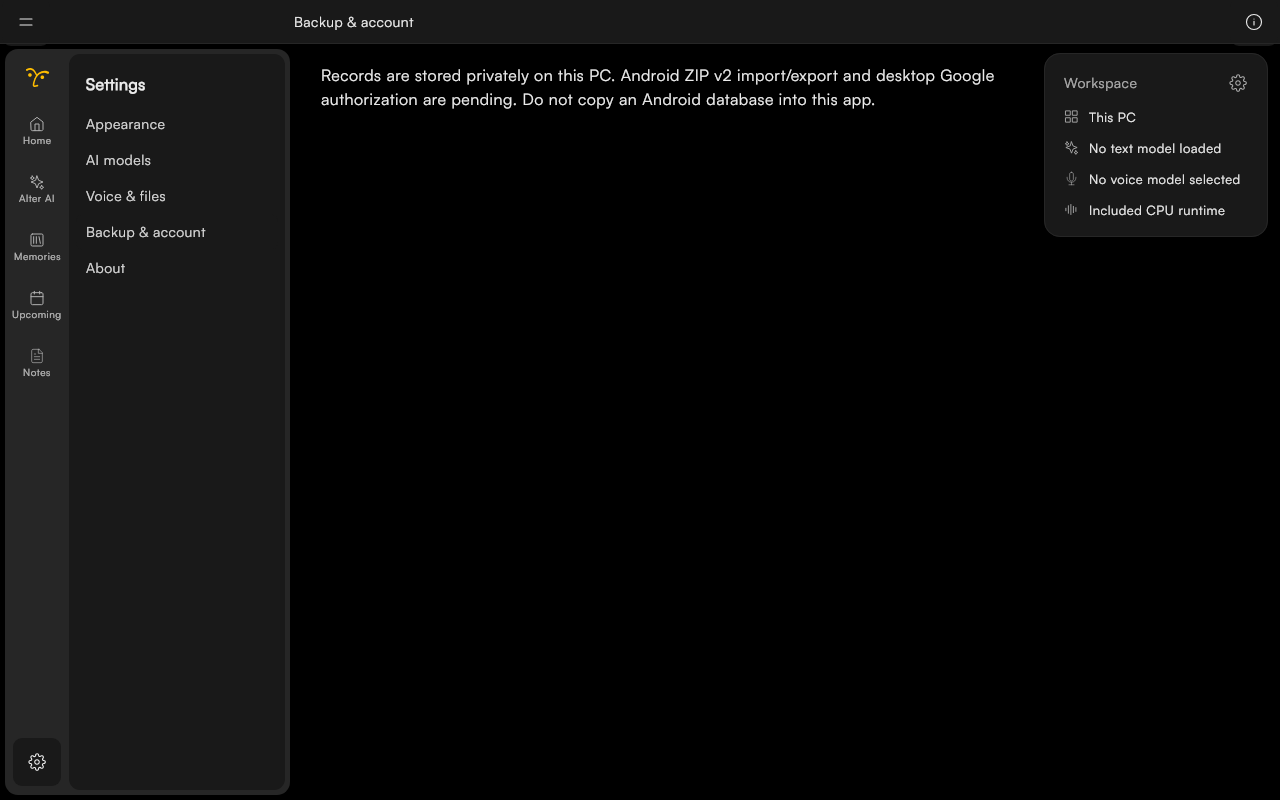 Backup & account
Settings
Appearance
AI models
Voice & files
Backup & account
About
Home
Alter AI
Memories
Upcoming
Notes
Records are stored privately on this PC. Android ZIP v2 import/export and desktop Google
authorization are pending. Do not copy an Android database into this app.
Workspace
This PC
No text model loaded
No voice model selected
Included CPU runtime